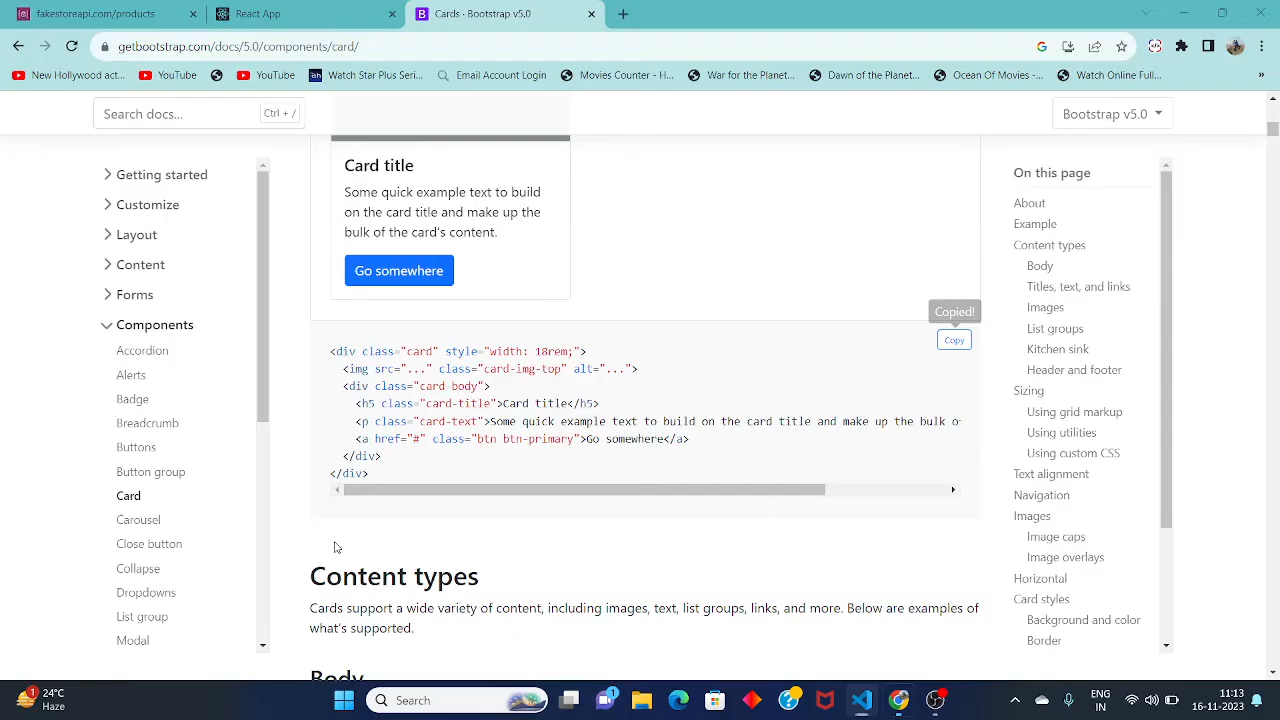 fakestoreapi.com/products
React App
Cards · Bootstrap v5.0
getbootstrap.com/docs/5.0/components/card/
New Hollywood act...
YouTube
YouTube
Watch Star Plus Seri...
Email Account Login
Movies Counter - H...
War for the Planet...
Dawn of the Planet...
Ocean Of Movies -...
Watch Online Full...
Search docs...
Ctrl + /
Bootstrap v5.0
Getting started
Customize
Layout
Content
Forms
Components
Accordion
Alerts
Badge
Breadcrumb
Buttons
Button group
Card
Carousel
Close button
Collapse
Dropdowns
List group
Modal
Card title
Some quick example text to build
on the card title and make up the
bulk of the card's content.
Go somewhere
Copied!
Copy
<div class="card" style="width: 18rem;">
<img src="..." class="card-img-top" alt="...">
<div class="card-body">
<h5 class="card-title">Card title</h5>
<p class="card-text">Some quick example text to build on the card title and make up the bulk o
<a href="#" class="btn btn-primary">Go somewhere</a>
</div>
</div>
Content types
Cards support a wide variety of content, including images, text, list groups, links, and more. Below are examples of
what's supported.
Body
On this page
About
Example
Content types
Body
Titles, text, and links
Images
List groups
Kitchen sink
Header and footer
Sizing
Using grid markup
Using utilities
Using custom CSS
Text alignment
Navigation
Images
Image caps
Image overlays
Horizontal
Card styles
Background and color
Border
1
24°C
Haze
Search
1
ENG
IN
11:13
16-11-2023